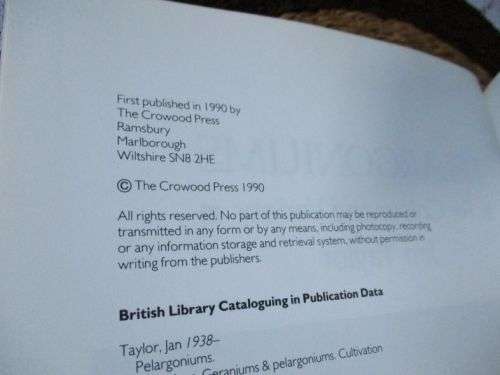 First published in 1990 by
The Crowood Press
Ramsbury
Marlborough
Wiltshire SN8 2HE
© The Crowood Press 1990
All rights reserved. No part of this publication may be reproduced or
transmitted in any form or by any means, including photocopy, recording
or any information storage and retrieval system, without permission in
writing from the publishers.
British Library Cataloguing in Publication Data
Taylor, Jan 1938–
Pelargoniums.
Geraniums & pelargoniums. Cultivation